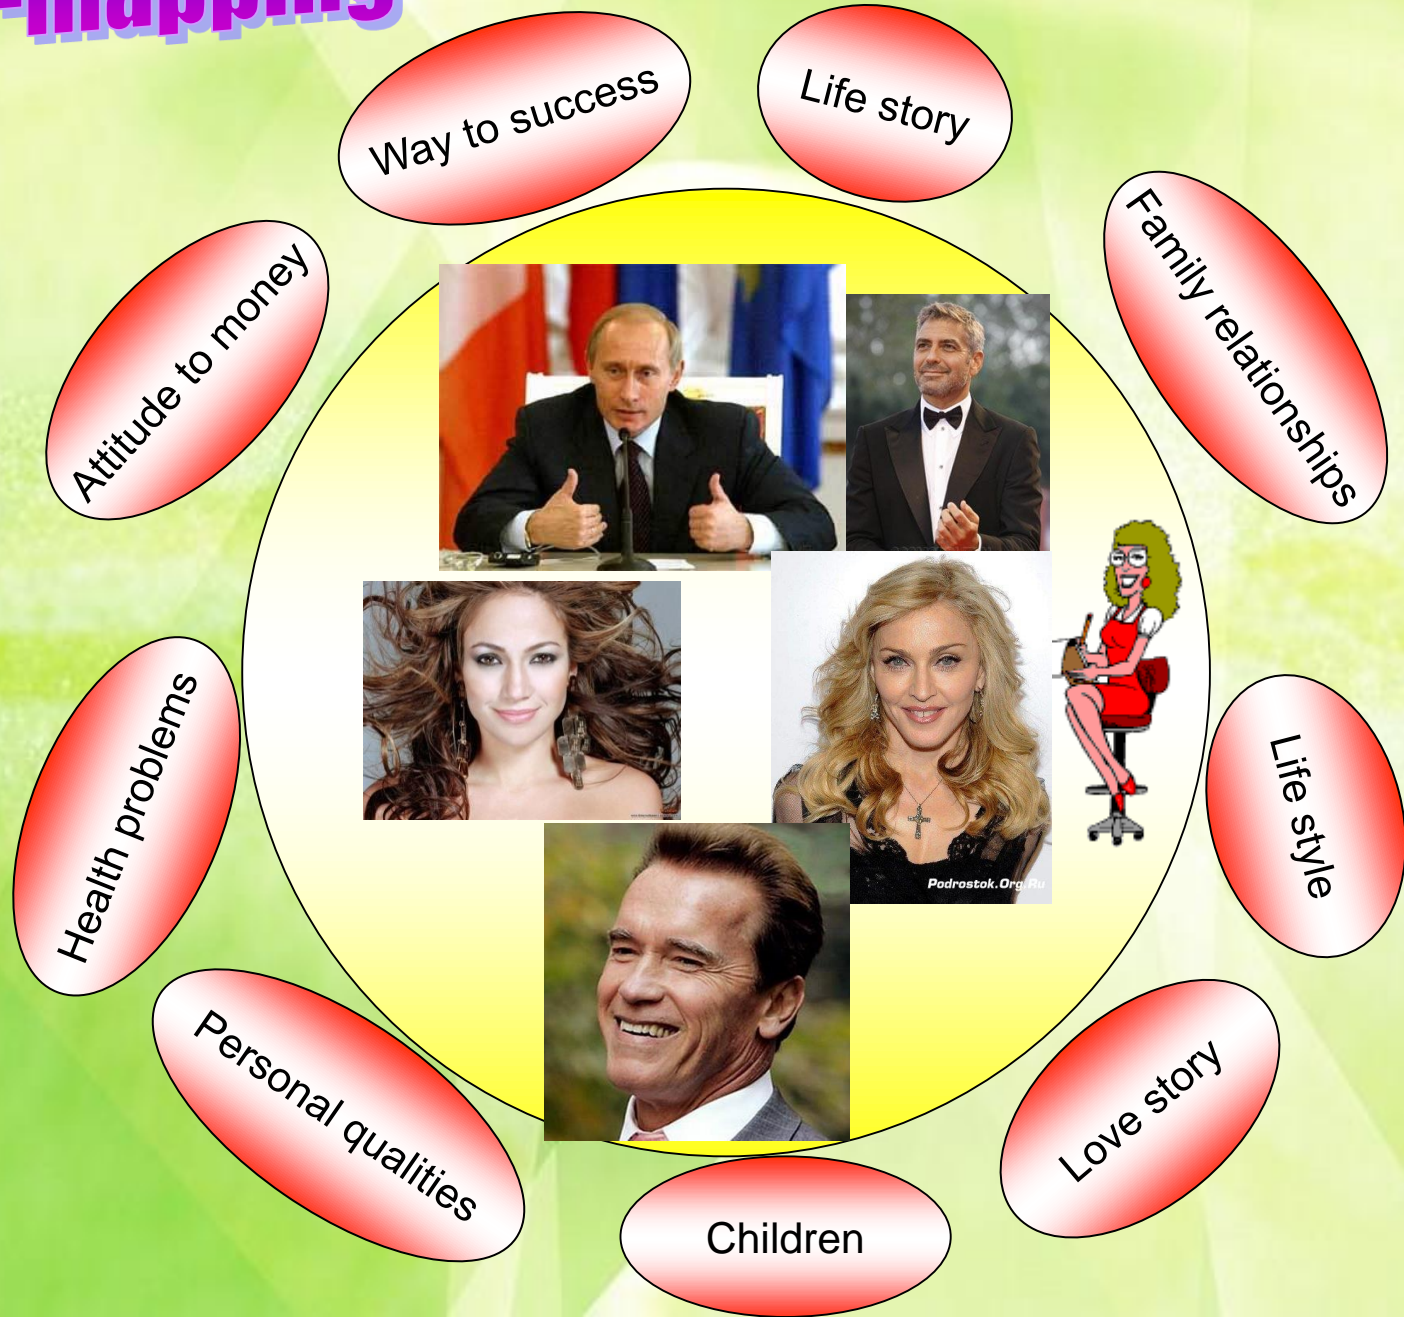 -mapping
Way to success
Life story
Attitude to money
Family relationships
Health problems
Life style
Podrostok.Org.Ru
Personal qualities
Love story
Children